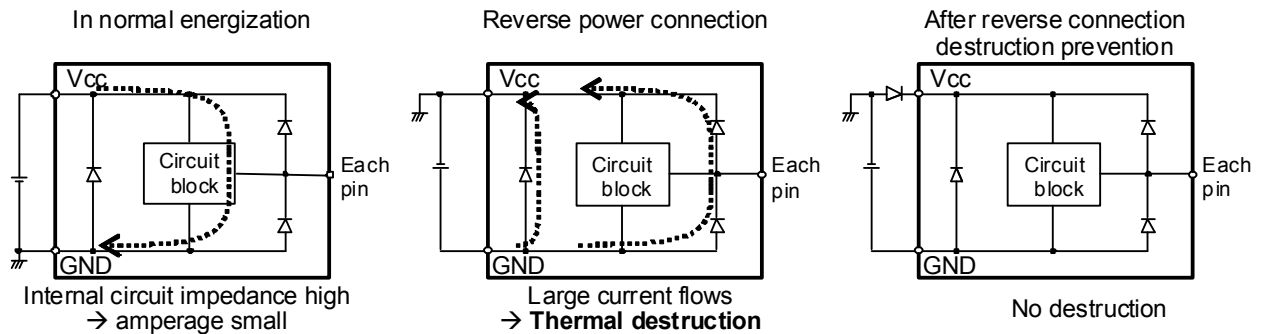 In normal energization
Vcc
Circuit
block
Each
pin
GND
Internal circuit impedance high
→ amperage small
Reverse power connection
Vcc
Circuit
block
Each
pin
GND
Large current flows
→ Thermal destruction
After reverse connection
destruction prevention
Vcc
Circuit
block
Each
pin
GND
No destruction